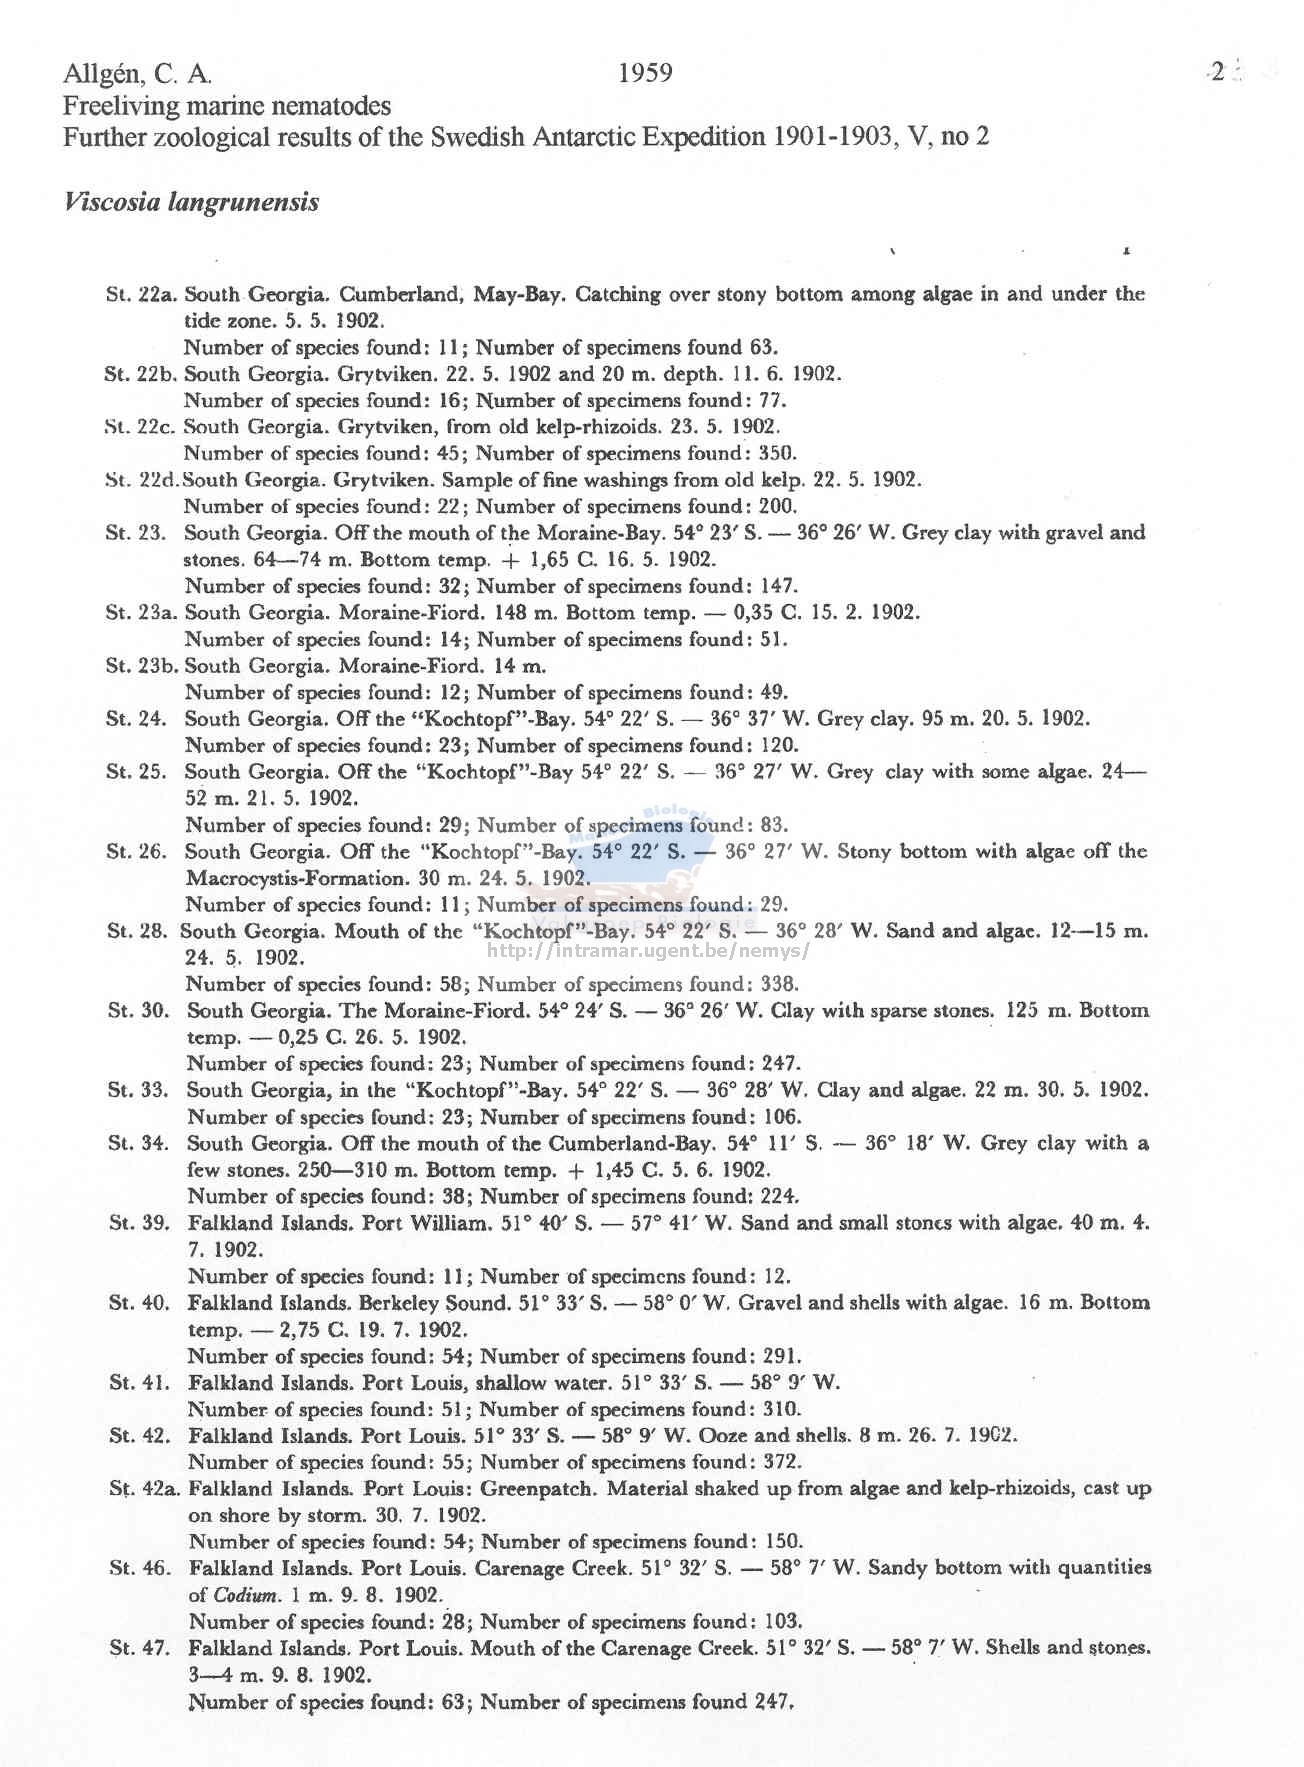 Allgén, C. A. 1959 2
Freeliving marine nematodes
Further zoological results of the Swedish Antarctic Expedition 1901-1903, V, no 2
Viscosia langrunensis
St. 22a. South Georgia. Cumberland, May-Bay. Catching over stony bottom among algae in and under the
tide zone. 5. 5. 1902.
Number of species found: 11; Number of specimens found 63.
St. 22b. South Georgia. Grytviken. 22. 5. 1902 and 20 m. depth. 11. 6. 1902.
Number of species found: 16; Number of specimens found: 77.
St. 22c. South Georgia. Grytviken, from old kelp-rhizoids. 23. 5. 1902.
Number of species found: 45; Number of specimens found: 350.
St. 22d. South Georgia. Grytviken. Sample of fine washings from old kelp. 22. 5. 1902.
Number of species found: 22; Number of specimens found: 200.
St. 23. South Georgia. Off the mouth of the Moraine-Bay. 54° 23′ S. — 36° 26′ W. Grey clay with gravel and
stones. 64—74 m. Bottom temp. + 1,65 C. 16. 5. 1902.
Number of species found: 32; Number of specimens found: 147.
St. 23a. South Georgia. Moraine-Fiord. 148 m. Bottom temp. — 0,35 C. 15. 2. 1902.
Number of species found: 14; Number of specimens found: 51.
St. 23b. South Georgia. Moraine-Fiord. 14 m.
Number of species found: 12; Number of specimens found: 49.
St. 24. South Georgia. Off the “Kochtopf”-Bay. 54° 22′ S. — 36° 37′ W. Grey clay. 95 m. 20. 5. 1902.
Number of species found: 23; Number of specimens found: 120.
St. 25. South Georgia. Off the “Kochtopf”-Bay 54° 22′ S. — 36° 27′ W. Grey clay with some algae. 24—
52 m. 21. 5. 1902.
Number of species found: 29; Number of specimens found: 83.
St. 26. South Georgia. Off the “Kochtopf”-Bay. 54° 22′ S. — 36° 27′ W. Stony bottom with algae off the
Macrocystis-Formation. 30 m. 24. 5. 1902.
Number of species found: 11; Number of specimens found: 29.
St. 28. South Georgia. Mouth of the “Kochtopf”-Bay. 54° 22′ S. — 36° 28′ W. Sand and algae. 12—15 m.
24. 5. 1902.
http://intramar.ugent.be/nemys/
Number of species found: 58; Number of specimens found: 338.
St. 30. South Georgia. The Moraine-Fiord. 54° 24′ S. — 36° 26′ W. Clay with sparse stones. 125 m. Bottom
temp. — 0,25 C. 26. 5. 1902.
Number of species found: 23; Number of specimens found: 247.
St. 33. South Georgia, in the “Kochtopf”-Bay. 54° 22′ S. — 36° 28′ W. Clay and algae. 22 m. 30. 5. 1902.
Number of species found: 23; Number of specimens found: 106.
St. 34. South Georgia. Off the mouth of the Cumberland-Bay. 54° 11′ S. — 36° 18′ W. Grey clay with a
few stones. 250—310 m. Bottom temp. + 1,45 C. 5. 6. 1902.
Number of species found: 38; Number of specimens found: 224.
St. 39. Falkland Islands. Port William. 51° 40′ S. — 57° 41′ W. Sand and small stones with algae. 40 m. 4.
7. 1902.
Number of species found: 11; Number of specimens found: 12.
St. 40. Falkland Islands. Berkeley Sound. 51° 33′ S. — 58° 0′ W. Gravel and shells with algae. 16 m. Bottom
temp. — 2,75 C. 19. 7. 1902.
Number of species found: 54; Number of specimens found: 291.
St. 41. Falkland Islands. Port Louis, shallow water. 51° 33′ S. — 58° 9′ W.
Number of species found: 51; Number of specimens found: 310.
St. 42. Falkland Islands. Port Louis. 51° 33′ S. — 58° 9′ W. Ooze and shells. 8 m. 26. 7. 1902.
Number of species found: 55; Number of specimens found: 372.
St. 42a. Falkland Islands. Port Louis: Greenpatch. Material shaked up from algae and kelp-rhizoids, cast up
on shore by storm. 30. 7. 1902.
Number of species found: 54; Number of specimens found: 150.
St. 46. Falkland Islands. Port Louis. Carenage Creek. 51° 32′ S. — 58° 7′ W. Sandy bottom with quantities
of Codium. 1 m. 9. 8. 1902.
Number of species found: 28; Number of specimens found: 103.
St. 47. Falkland Islands. Port Louis. Mouth of the Carenage Creek. 51° 32′ S. — 58° 7′ W. Shells and stones.
3—4 m. 9. 8. 1902.
Number of species found: 63; Number of specimens found 247.